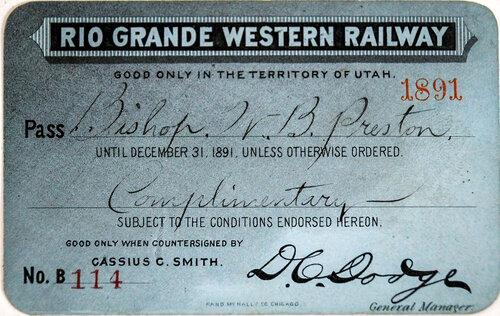 RIO GRANDE WESTERN RAILWAY
GOOD ONLY IN THE TERRITORY OF UTAH.
1891
Pass Bishop. W. B. Preston.
UNTIL DECEMBER 31. 1891. UNLESS OTHERWISE ORDERED.
Complimentary
SUBJECT TO THE CONDITIONS ENDORSED HEREON.
GOOD ONLY WHEN COUNTERSIGNED BY
CASSIUS C. SMITH.
No. B 114
D.C. Dodge
General Manager.
RAND MCNALLY & CO CHICAGO.